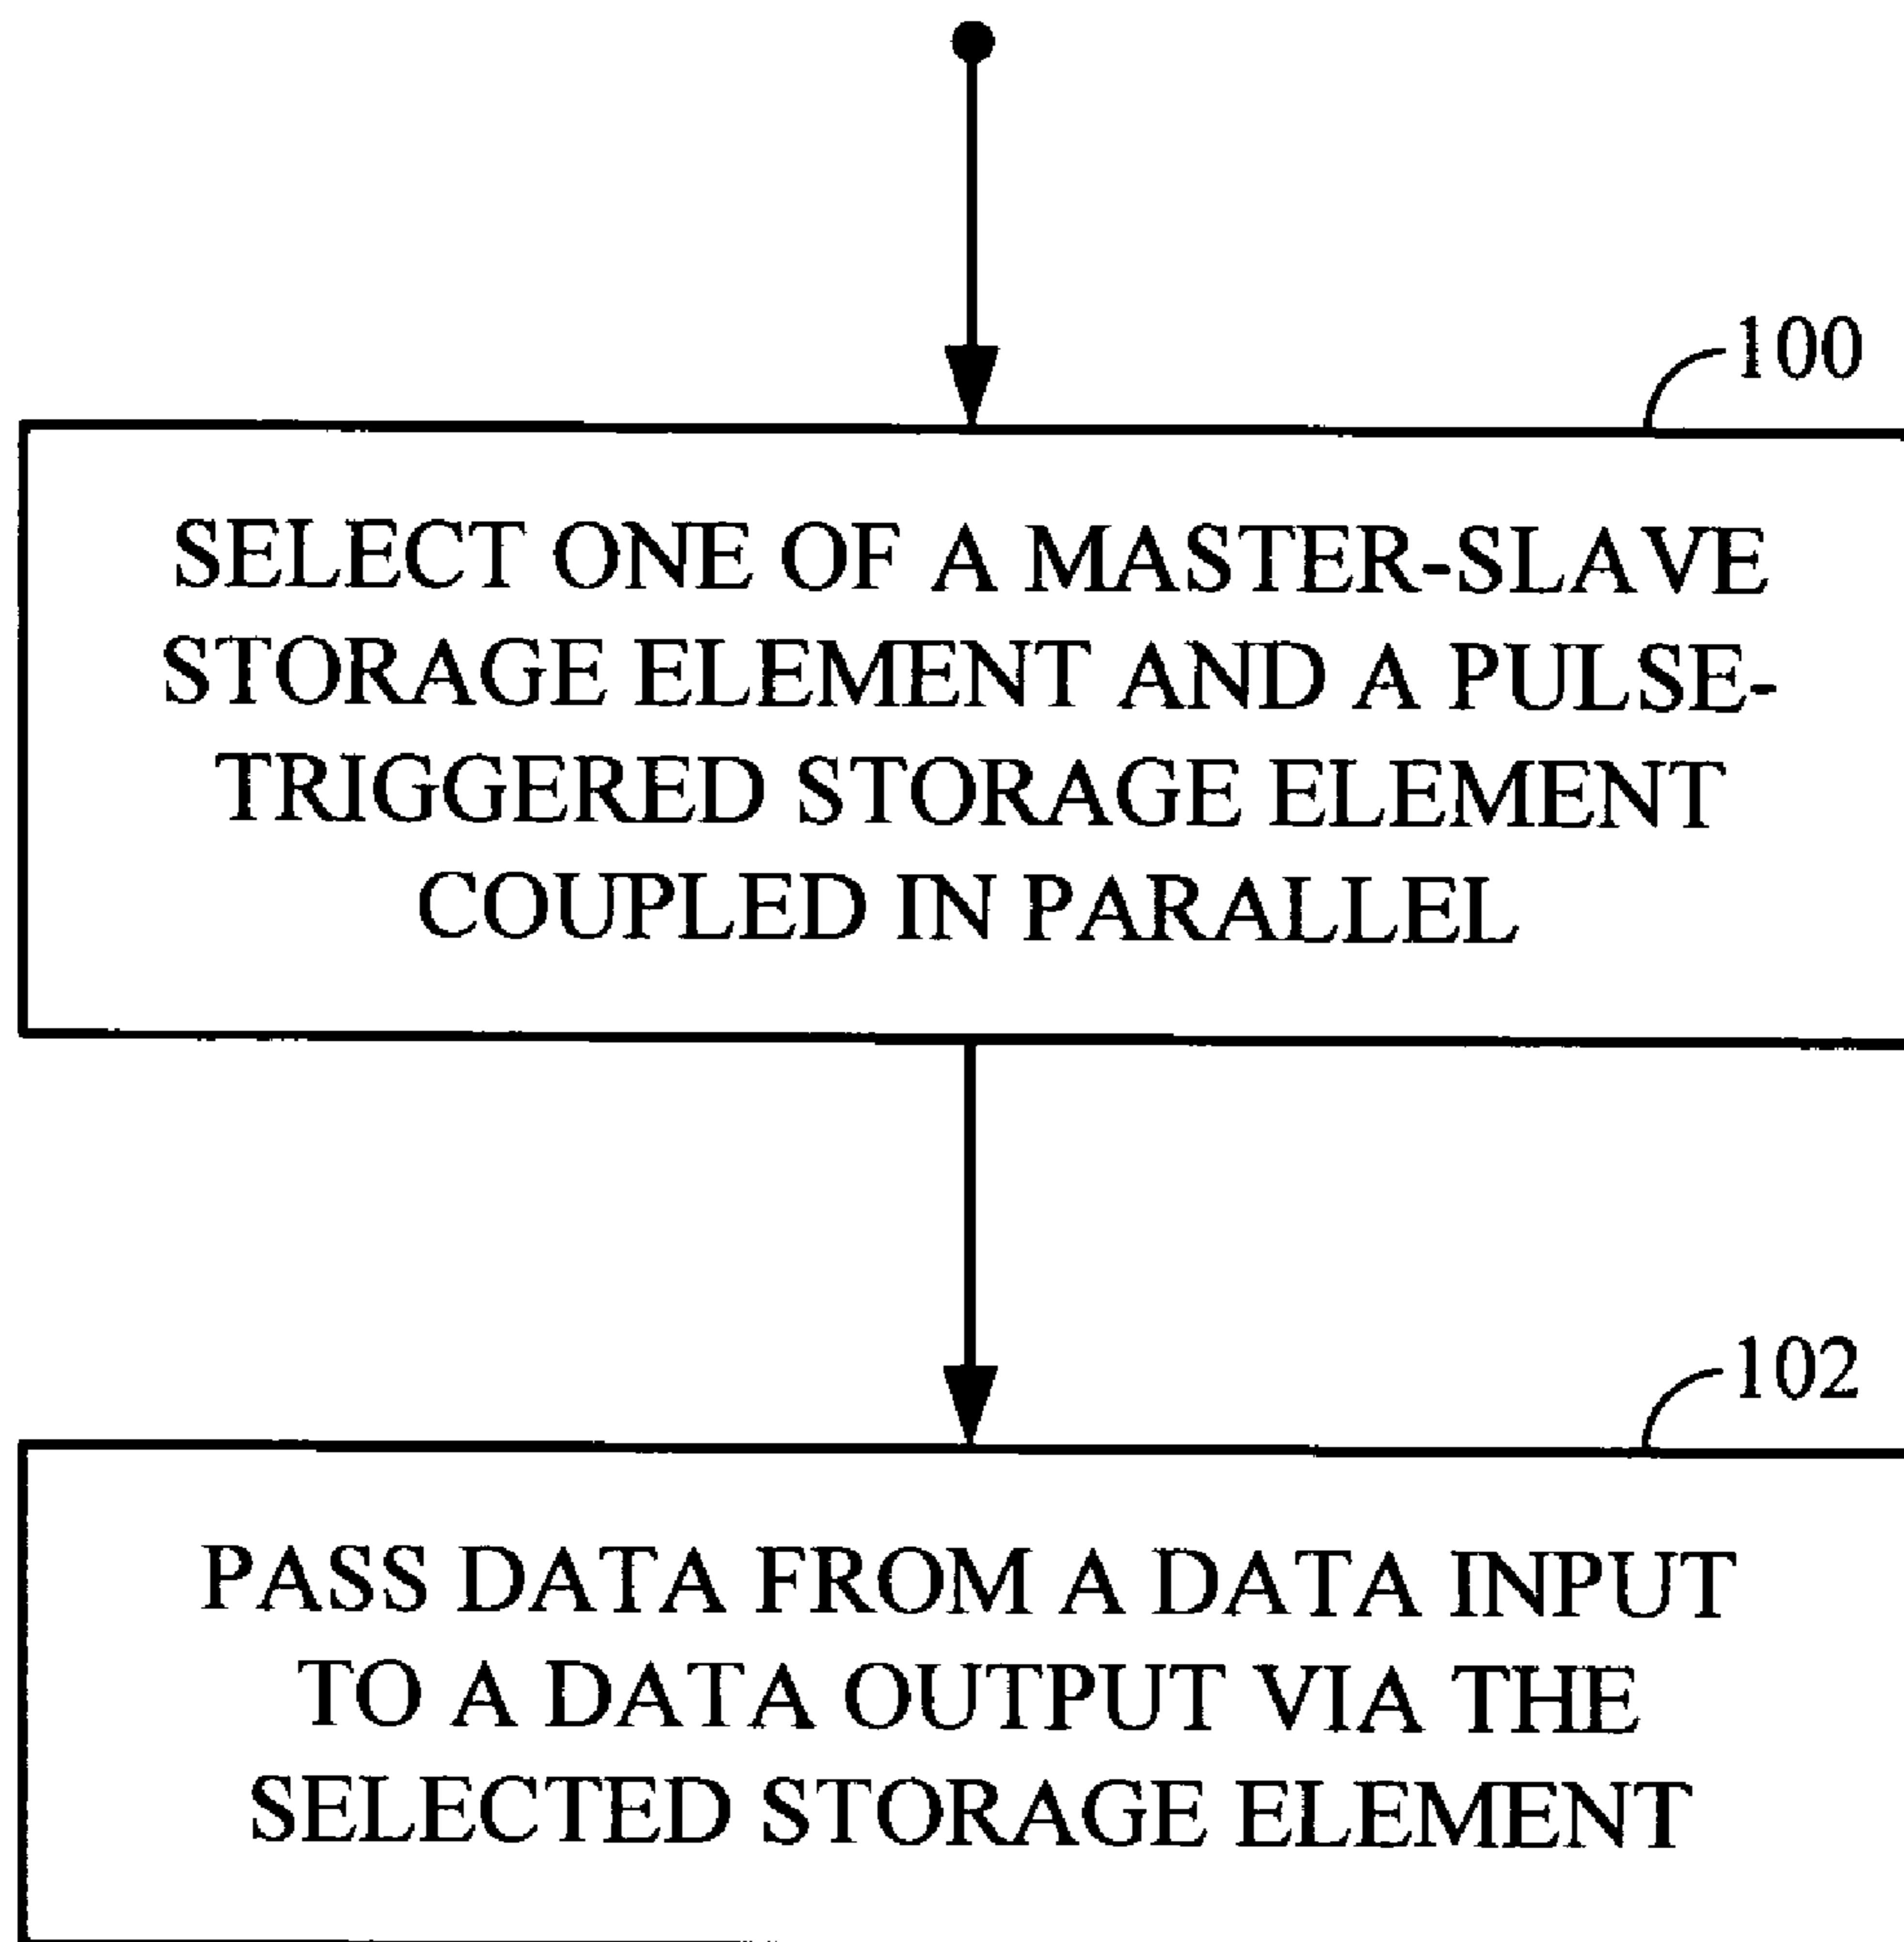 100
SELECT ONE OF A MASTER-SLAVE
STORAGE ELEMENT AND A PULSE-
TRIGGERED STORAGE ELEMENT
COUPLED IN PARALLEL
102
PASS DATA FROM A DATA INPUT
TO A DATA OUTPUT VIA THE
SELECTED STORAGE ELEMENT